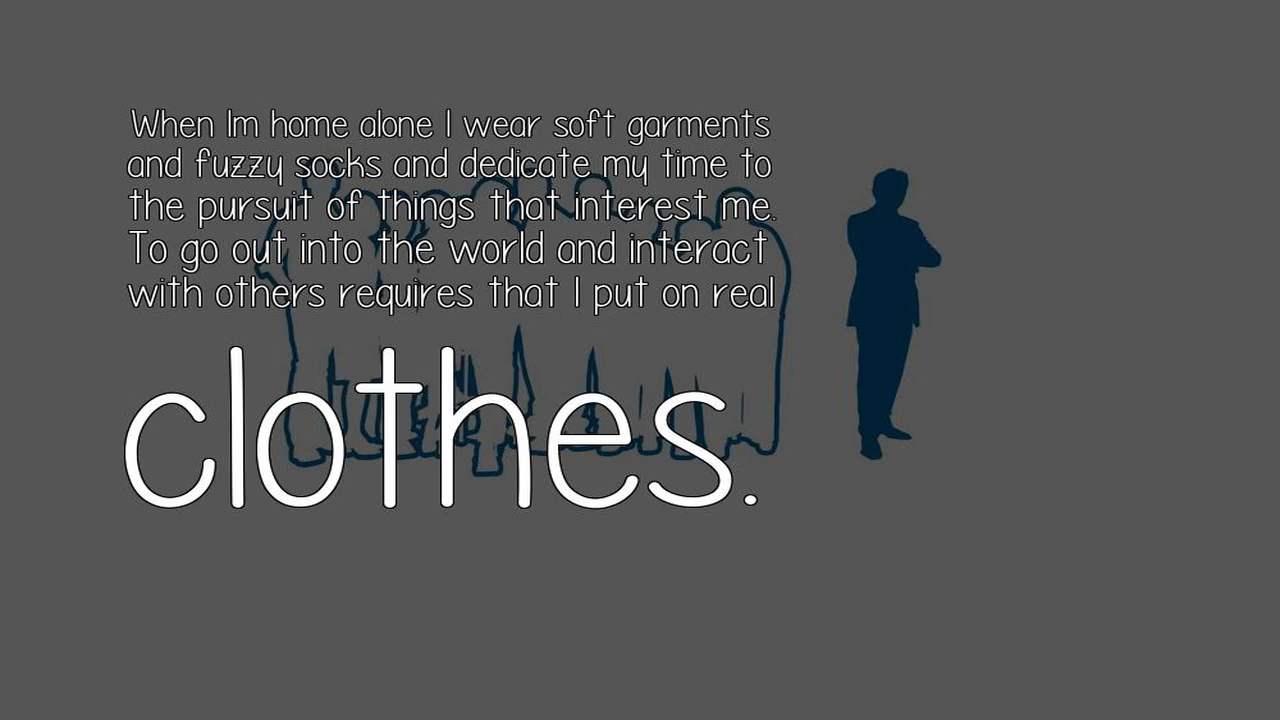 When Im home alone I wear soft garments
and fuzzy socks and dedicate my time to
the pursuit of things that interest me.
To go out into the world and interact
with others requires that I put on real
clothes.